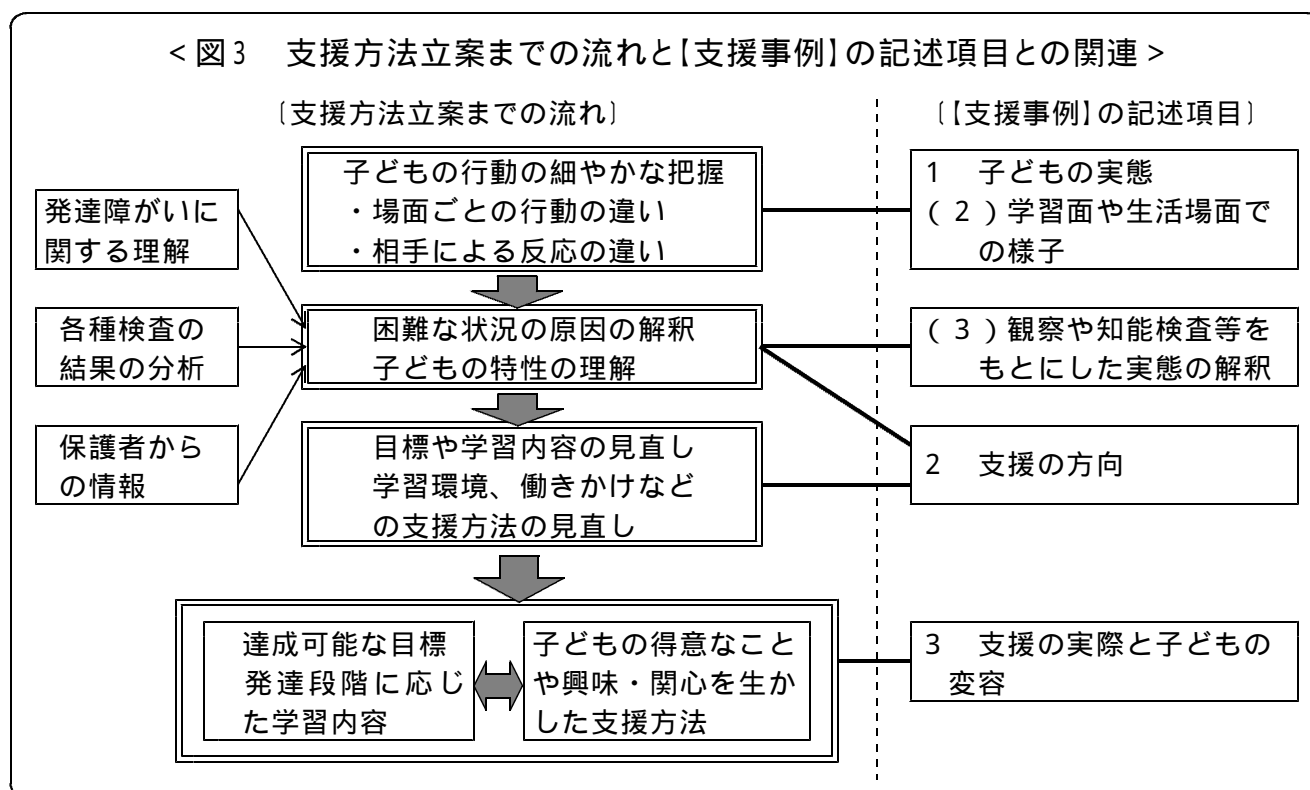 <図3　支援方法立案までの流れと【支援事例】の記述項目との関連>
〔支援方法立案までの流れ〕
〔【支援事例】の記述項目〕
子どもの行動の細やかな把握
・場面ごとの行動の違い
・相手による反応の違い
1　子どもの実態
(2)学習面や生活場面で
の様子
発達障がいに
関する理解
各種検査の
結果の分析
保護者から
の情報
困難な状況の原因の解釈
子どもの特性の理解
(3)観察や知能検査等を
もとにした実態の解釈
目標や学習内容の見直し
学習環境、働きかけなど
の支援方法の見直し
2　支援の方向
達成可能な目標
発達段階に応じ
た学習内容
子どもの得意なこと
や興味・関心を生か
した支援方法
3　支援の実際と子どもの
変容